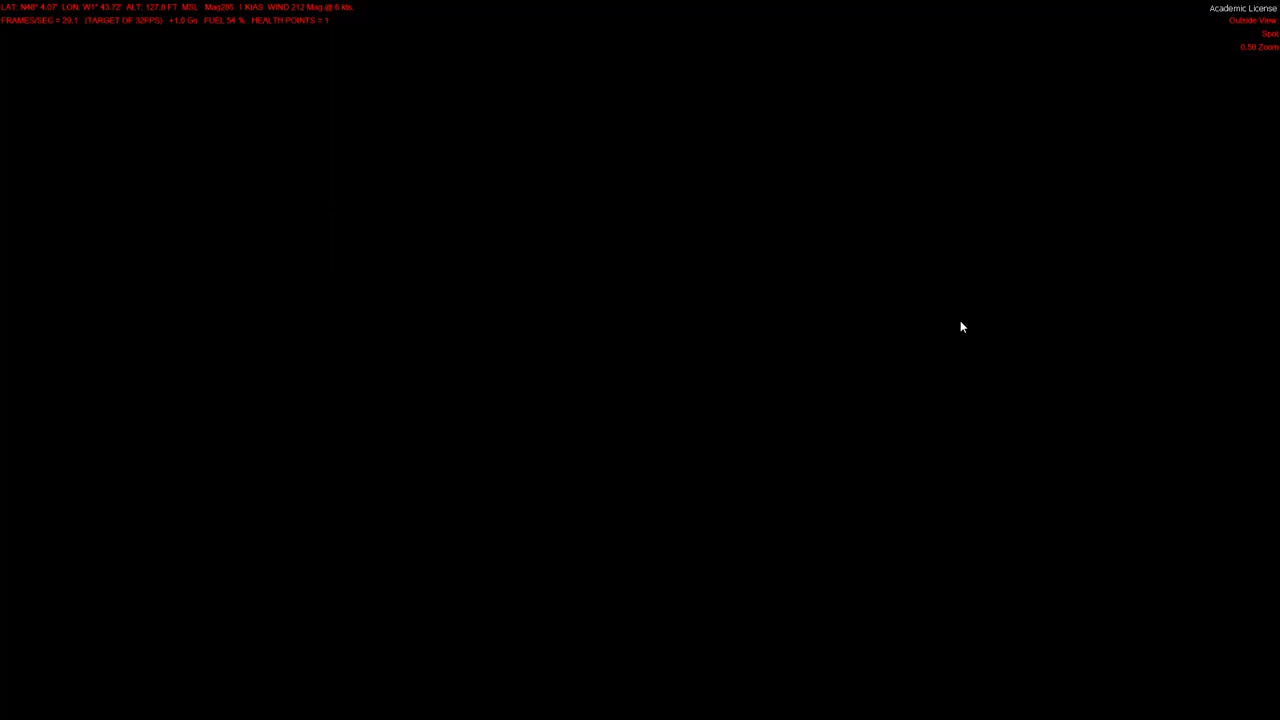 LAT: N48° 4.07' LON: W1° 43.72' ALT: 127.8 FT MSL Mag285 1 KIAS WIND 212 Mag @ 6 kts.
Academic License
FRAMES/SEC = 29.1 (TARGET OF 32FPS) +1.0 Gs FUEL 54 % HEALTH POINTS = 1
Outside View
Spot
0.56 Zoom